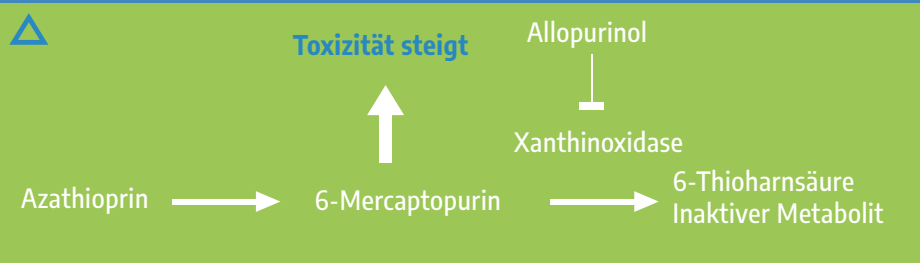 Toxizität steigt
Allopurinol
Xanthinoxidase
Azathioprin
6-Mercaptopurin
6-Thioharnsäure
Inaktiver Metabolit